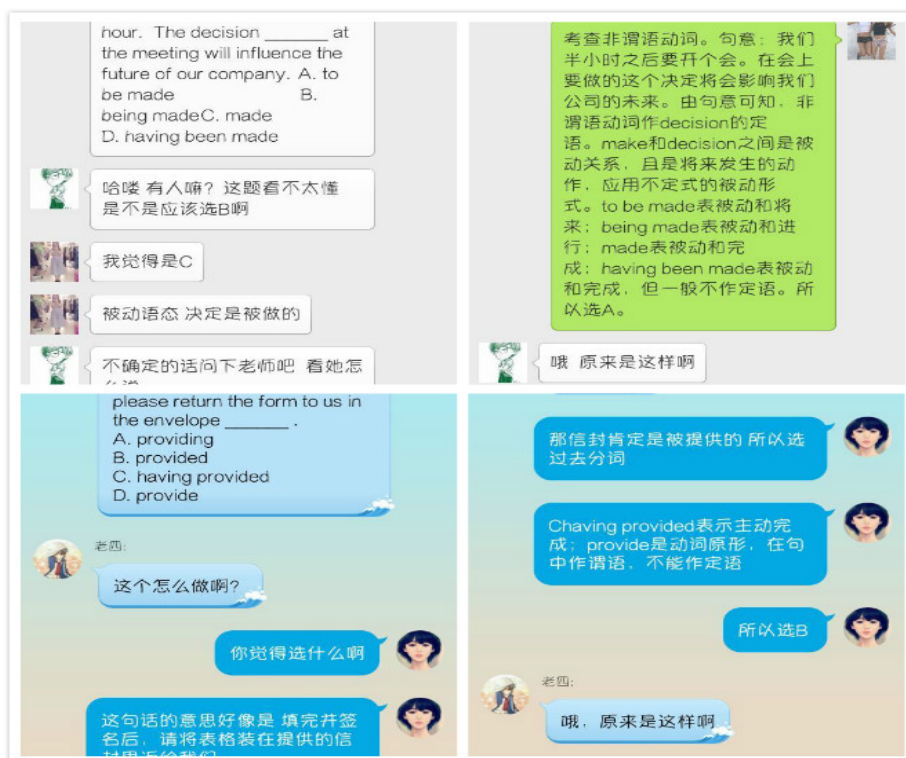 hour. The decision ______ at
the meeting will influence the
future of our company. A. to
be made B.
being madeC. made
D. having been made
哈喽 有人嘛？这题看不太懂
是不是应该选B啊
我觉得是C
被动语态 决定是被做的
不确定的话问下老师吧 看她怎
考查非谓语动词。句意：我们
半小时之后要开个会。在会上
要做的这个决定将会影响我们
公司的未来。由句意可知，非
谓语动词作decision的定
语。make和decision之间是被
动关系，且是将来发生的动
作，应用不定式的被动形
式。to be made表被动和将
来；being made表被动和进
行；made表被动和完
成；having been made表被动
和完成，但一般不作定语。所
以选A。
哦 原来是这样啊
please return the form to us in
the envelope ______ .
A. providing
B. provided
C. having provided
D. provide
老四:
这个怎么做啊?
你觉得选什么啊
这句话的意思好像是 填完并签
名后，请将表格装在提供的信
封里寄给我们
那信封肯定是被提供的 所以选
过去分词
Chaving provided表示主动完
成；provide是动词原形，在句
中作谓语，不能作定语
所以选B
老四:
哦，原来是这样啊